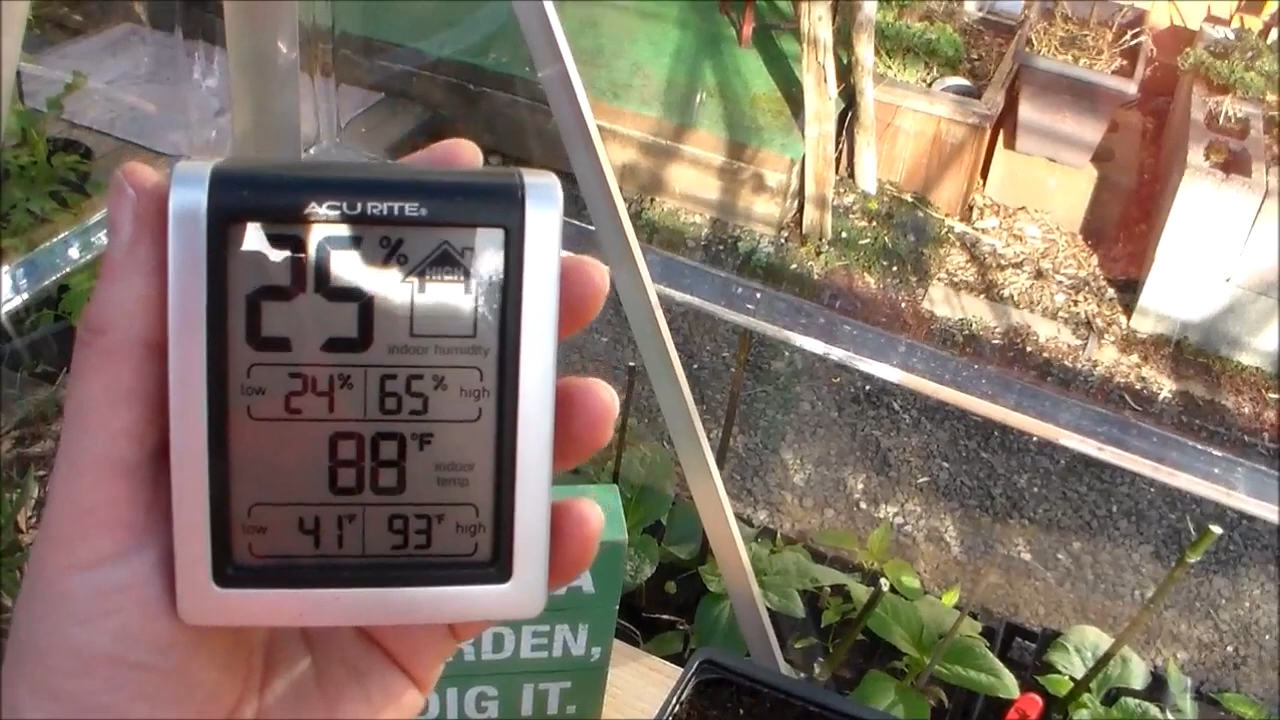 ACURITE®
25%
HIGH
indoor humidity
low 24% 65% high
88°F
indoor temp
low 41°F 93°F high
A
RDEN,
DIG IT.